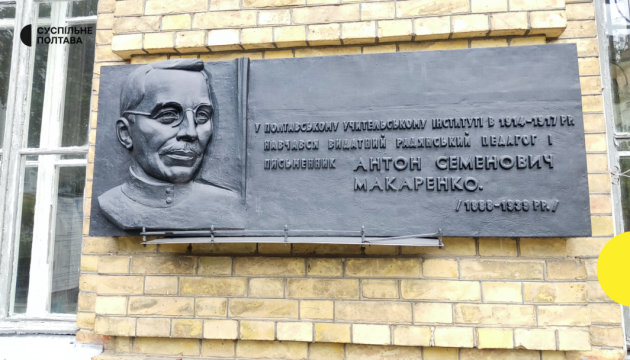 СУСПІЛЬНЕ
ПОЛТАВА
У ПОЛТАВСЬКОМУ УЧИТЕЛЬСЬКОМУ ІНСТИТУТІ В 1914-1917 РР.
НАВЧАВСЯ ВИДАТНИЙ РАДЯНСЬКИЙ ПЕДАГОГ І
ПИСЬМЕННИК АНТОН СЕМЕНОВИЧ
МАКАРЕНКО.
/1888-1939 РР./